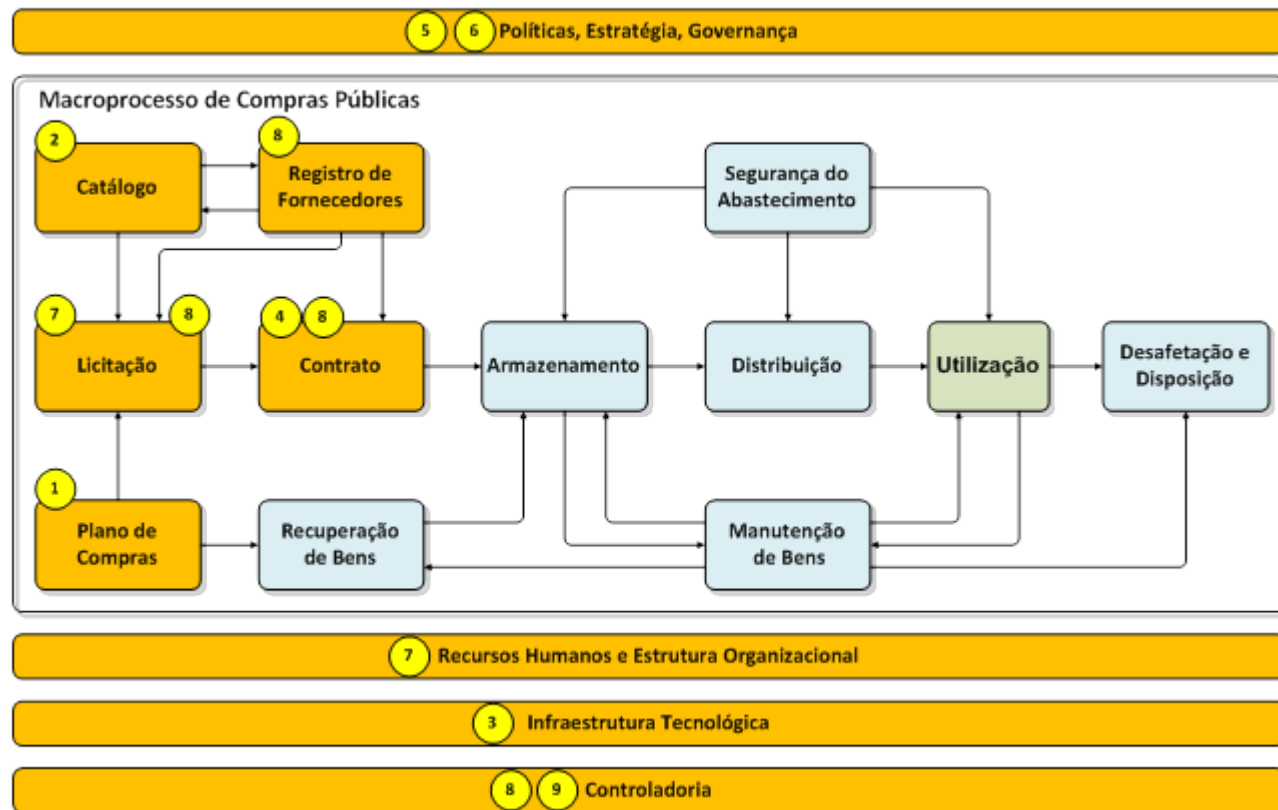 5 6 Políticas, Estratégia, Governança
Macroprocesso de Compras Públicas
2
Catálogo
8
Registro de
Fornecedores
Segurança do
Abastecimento
7 8
Licitação
4 8
Contrato
Armazenamento
Distribuição
Utilização
Desafetação e
Disposição
1
Plano de
Compras
Recuperação
de Bens
Manutenção
de Bens
7 Recursos Humanos e Estrutura Organizacional
3 Infraestrutura Tecnológica
8 9 Controladoria